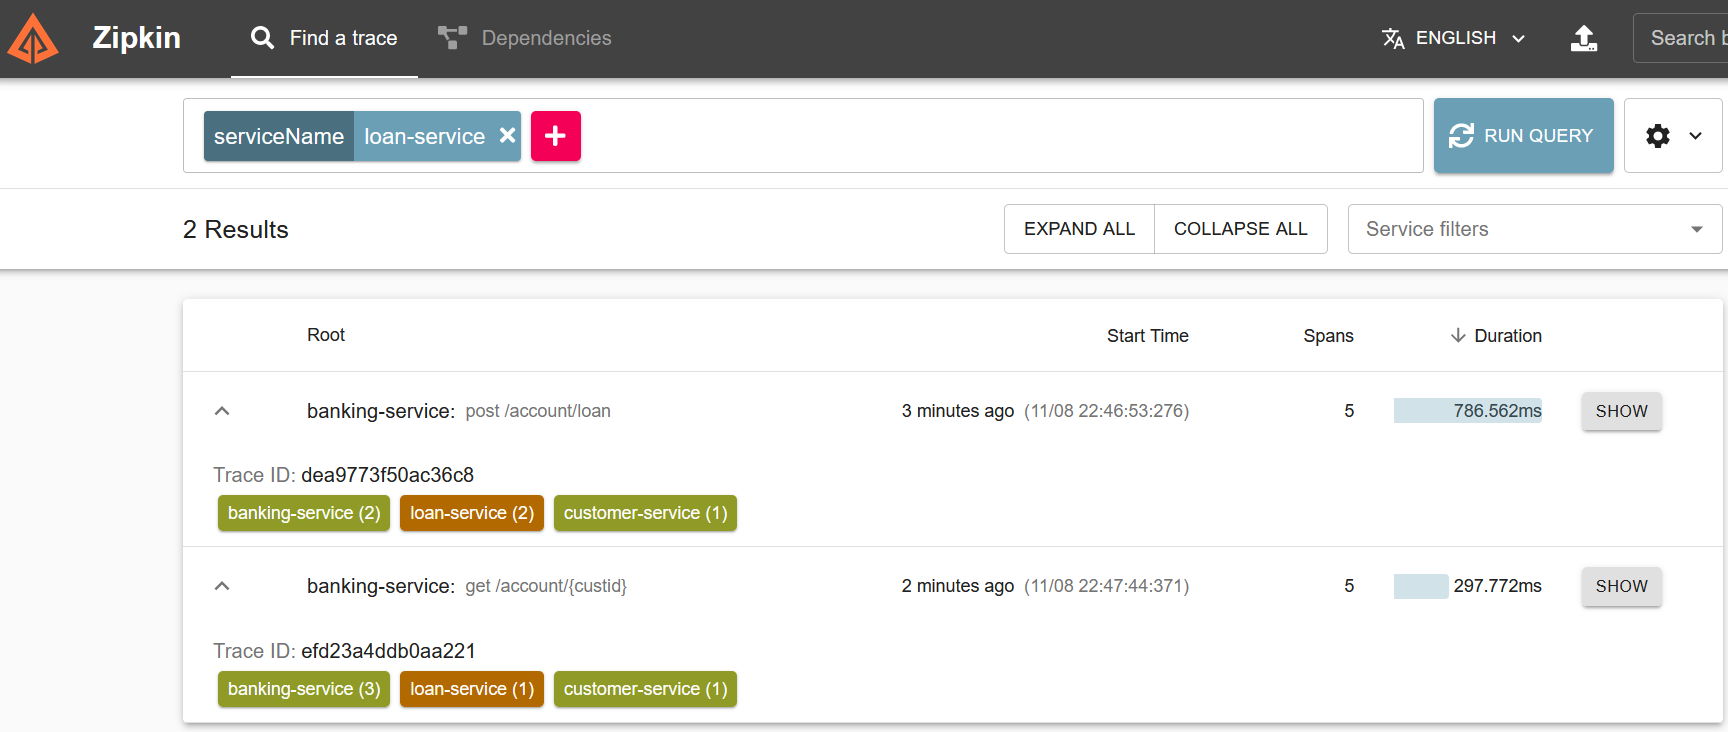 Zipkin Find a trace Dependencies ENGLISH Search b
serviceName loan-service RUN QUERY
2 Results EXPAND ALL COLLAPSE ALL Service filters
Root Start Time Spans Duration
banking-service: post /account/loan 3 minutes ago (11/08 22:46:53:276) 5 786.562ms SHOW
Trace ID: dea9773f50ac36c8
banking-service (2) loan-service (2) customer-service (1)
banking-service: get /account/{custid} 2 minutes ago (11/08 22:47:44:371) 5 297.772ms SHOW
Trace ID: efd23a4ddb0aa221
banking-service (3) loan-service (1) customer-service (1)